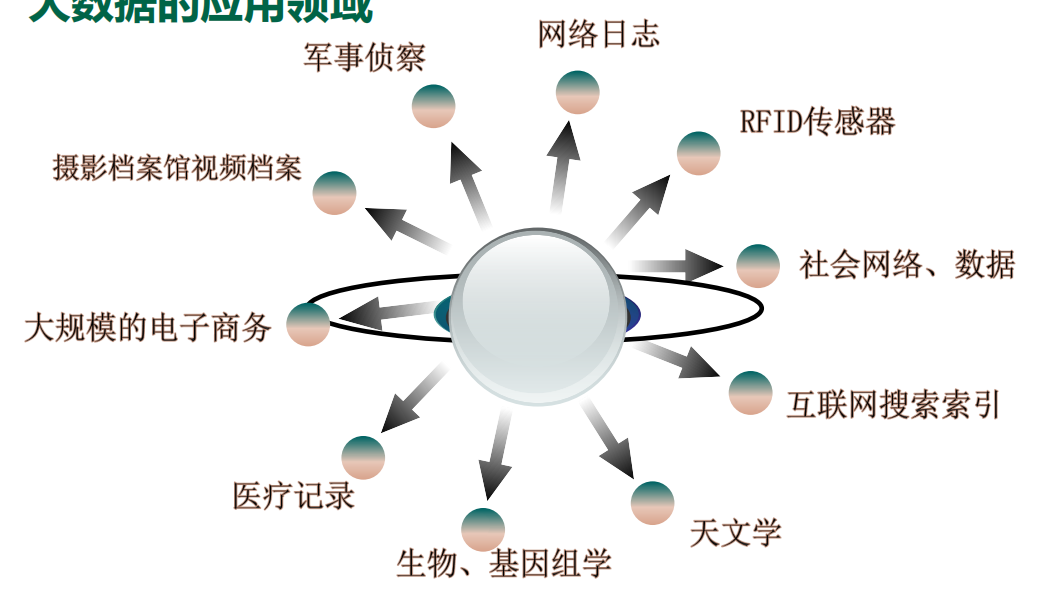 大数据的应用领域
网络日志
军事侦察
RFID传感器
摄影档案馆视频档案
社会网络、数据
大规模的电子商务
互联网搜索索引
医疗记录
天文学
生物、基因组学